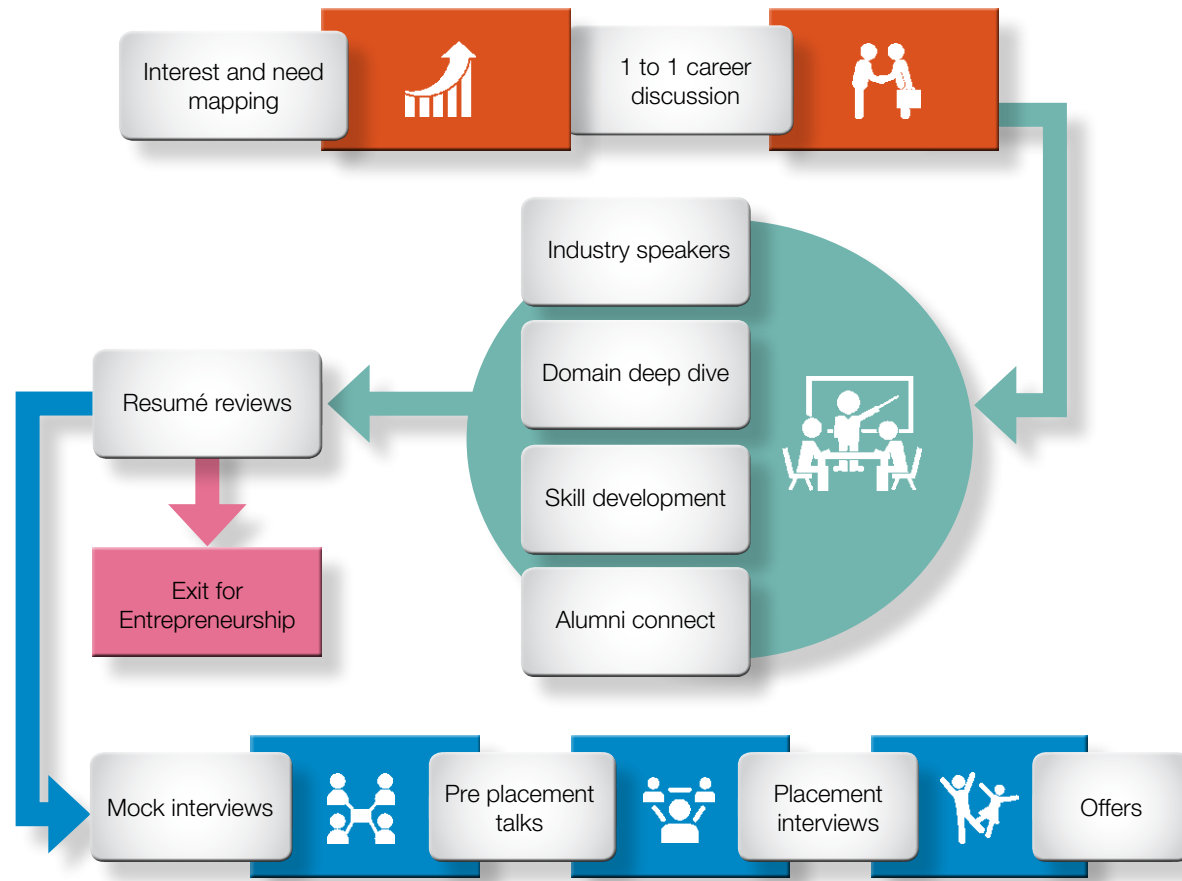 Interest and need
mapping
1 to 1 career
discussion
Industry speakers
Domain deep dive
Skill development
Alumni connect
Resumé reviews
Exit for
Entrepreneurship
Mock interviews
Pre placement
talks
Placement
interviews
Offers